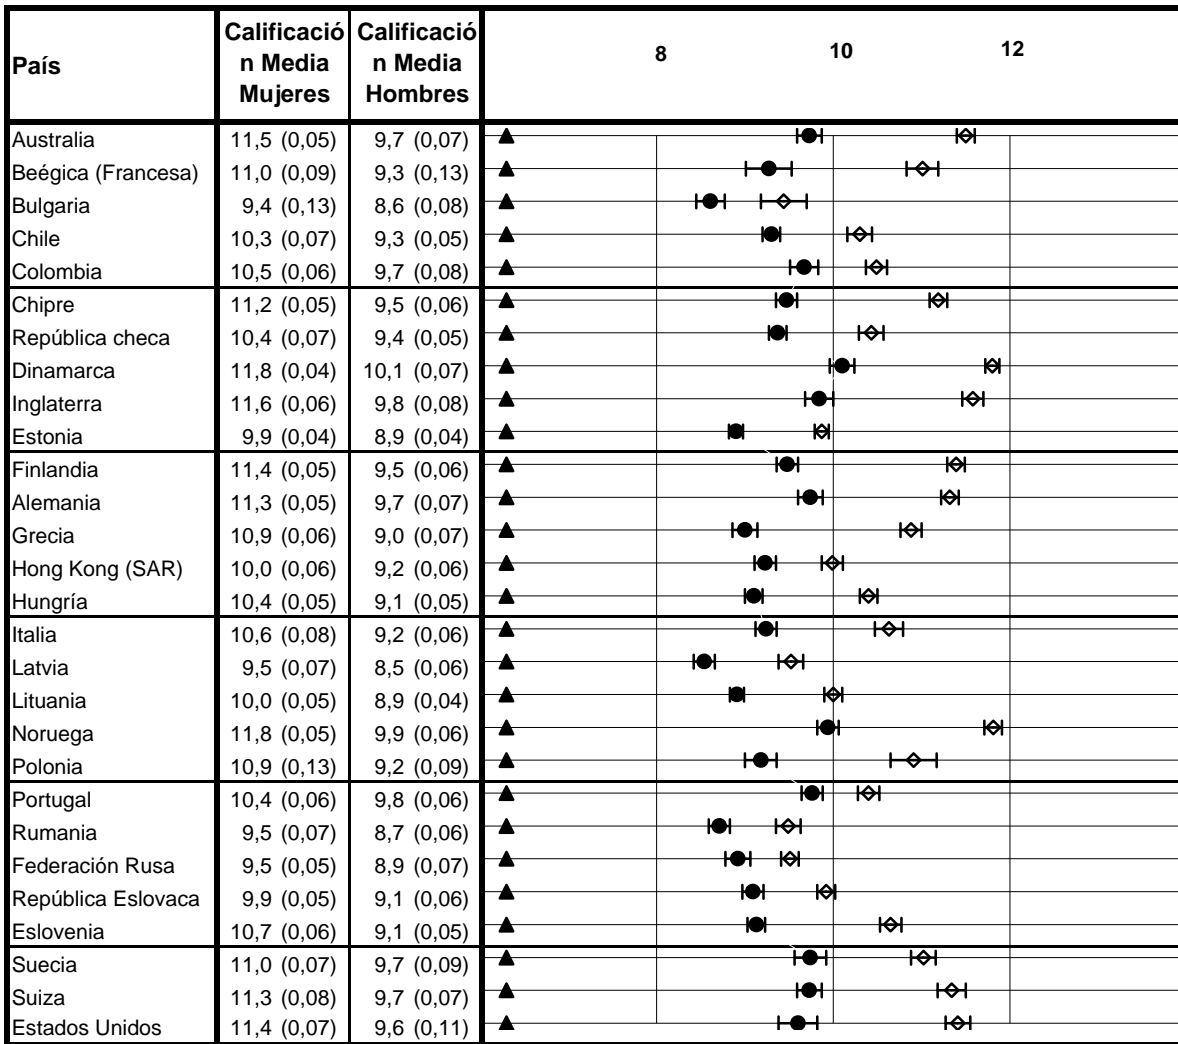 País
Calificació
n Media
Mujeres
Calificació
n Media
Hombres
8 10 12
Australia 11,5 (0,05) 9,7 (0,07)
Beégica (Francesa) 11,0 (0,09) 9,3 (0,13)
Bulgaria 9,4 (0,13) 8,6 (0,08)
Chile 10,3 (0,07) 9,3 (0,05)
Colombia 10,5 (0,06) 9,7 (0,08)
Chipre 11,2 (0,05) 9,5 (0,06)
República checa 10,4 (0,07) 9,4 (0,05)
Dinamarca 11,8 (0,04) 10,1 (0,07)
Inglaterra 11,6 (0,06) 9,8 (0,08)
Estonia 9,9 (0,04) 8,9 (0,04)
Finlandia 11,4 (0,05) 9,5 (0,06)
Alemania 11,3 (0,05) 9,7 (0,07)
Grecia 10,9 (0,06) 9,0 (0,07)
Hong Kong (SAR) 10,0 (0,06) 9,2 (0,06)
Hungría 10,4 (0,05) 9,1 (0,05)
Italia 10,6 (0,08) 9,2 (0,06)
Latvia 9,5 (0,07) 8,5 (0,06)
Lituania 10,0 (0,05) 8,9 (0,04)
Noruega 11,8 (0,05) 9,9 (0,06)
Polonia 10,9 (0,13) 9,2 (0,09)
Portugal 10,4 (0,06) 9,8 (0,06)
Rumania 9,5 (0,07) 8,7 (0,06)
Federación Rusa 9,5 (0,05) 8,9 (0,07)
República Eslovaca 9,9 (0,05) 9,1 (0,06)
Eslovenia 10,7 (0,06) 9,1 (0,05)
Suecia 11,0 (0,07) 9,7 (0,09)
Suiza 11,3 (0,08) 9,7 (0,07)
Estados Unidos 11,4 (0,07) 9,6 (0,11)